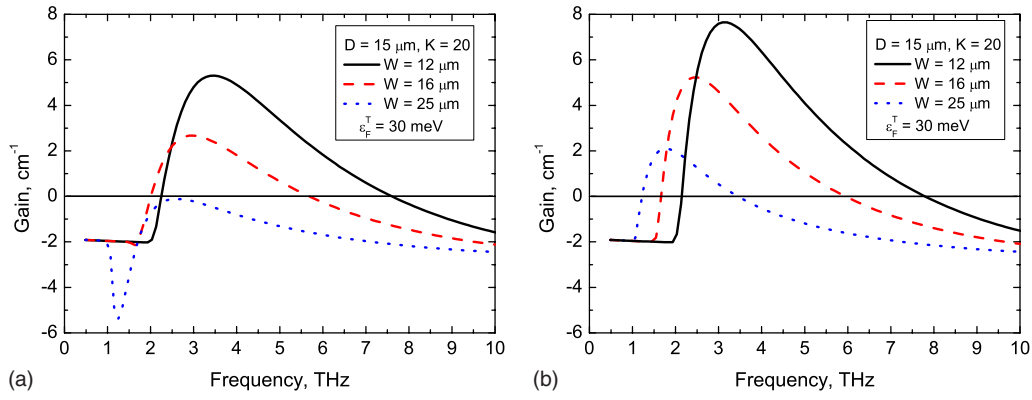 8
6
4
2
0
-2
-4
-6
Gain, cm⁻¹
0 1 2 3 4 5 6 7 8 9 10
Frequency, THz
(a)
D = 15 μm, K = 20
W = 12 μm
W = 16 μm
W = 25 μm
ε_F^T = 30 meV
8
6
4
2
0
-2
-4
-6
Gain, cm⁻¹
0 1 2 3 4 5 6 7 8 9 10
Frequency, THz
(b)
D = 15 μm, K = 20
W = 12 μm
W = 16 μm
W = 25 μm
ε_F^T = 30 meV